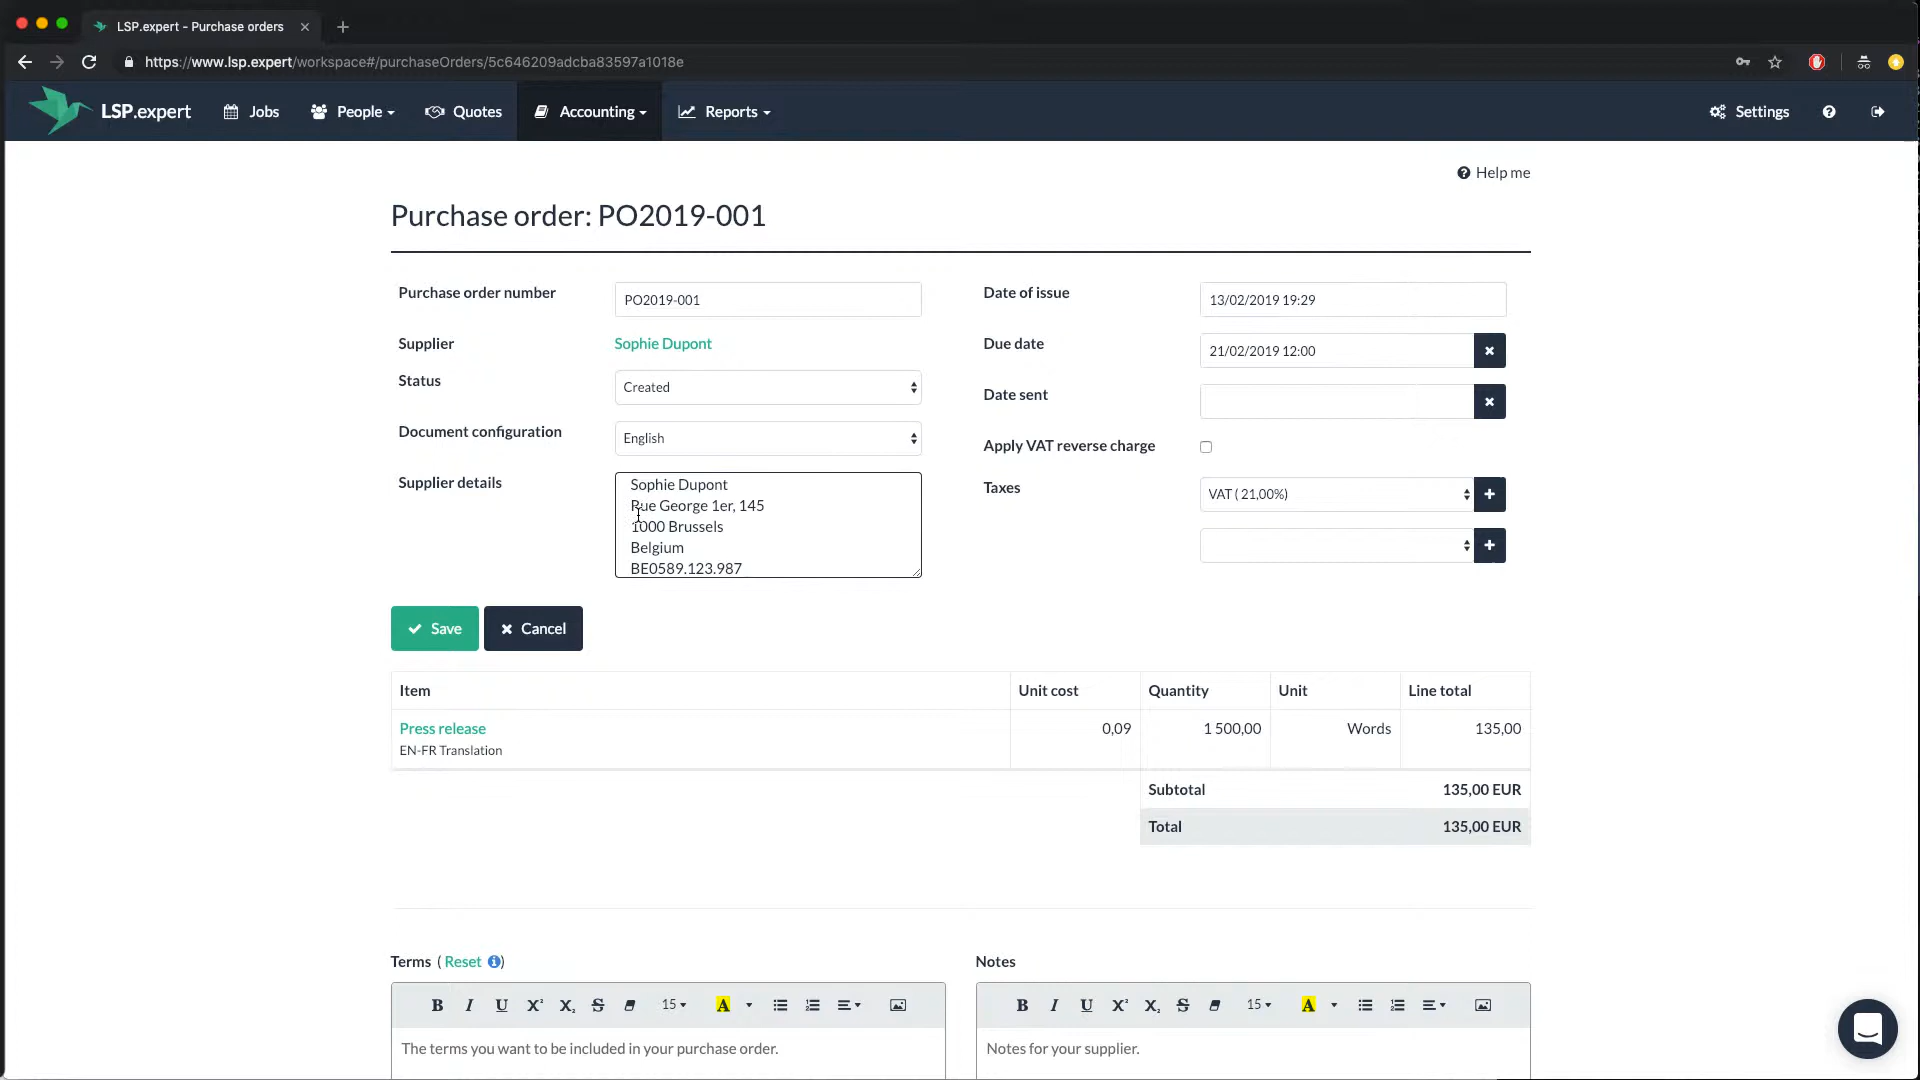 LSP.expert - Purchase orders
https://www.lsp.expert/workspace#/purchaseOrders/5c646209adcba83597a1018e
LSP.expert Jobs People Quotes Accounting Reports Settings
Help me
Purchase order: PO2019-001
Purchase order number PO2019-001 Date of issue 13/02/2019 19:29
Supplier Sophie Dupont Due date 21/02/2019 12:00
Status Created Date sent
Document configuration English Apply VAT reverse charge
Supplier details Taxes VAT ( 21,00%)
Sophie Dupont
Rue George 1er, 145
1000 Brussels
Belgium
BE0589.123.987
Save Cancel
Item Unit cost Quantity Unit Line total
Press release 0,09 1 500,00 Words 135,00
EN-FR Translation
Subtotal 135,00 EUR
Total 135,00 EUR
Terms ( Reset ) Notes
B I U X² X₂ S 15 A B I U X² X₂ S 15 A
The terms you want to be included in your purchase order. Notes for your supplier.